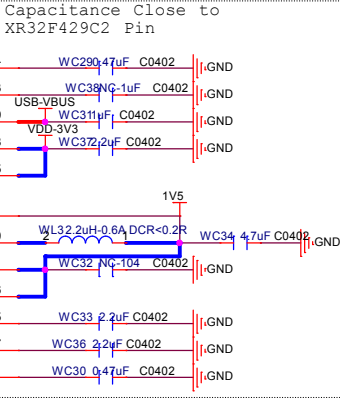 Capacitance Close to
XR32F429C2 Pin
WC29 0.47uF C0402 GND
WC38 NC-1uF C0402 GND
USB-VBUS
WC31 1uF C0402 GND
VDD-3V3
WC37 2.2uF C0402 GND
1V5
2 WL3 2.2uH-0.6A,DCR<0.2R 1 WC34 4.7uF C0402 GND
WC32 NC-104 C0402 GND
WC33 2.2uF C0402 GND
WC36 2.2uF C0402 GND
WC30 0.47uF C0402 GND